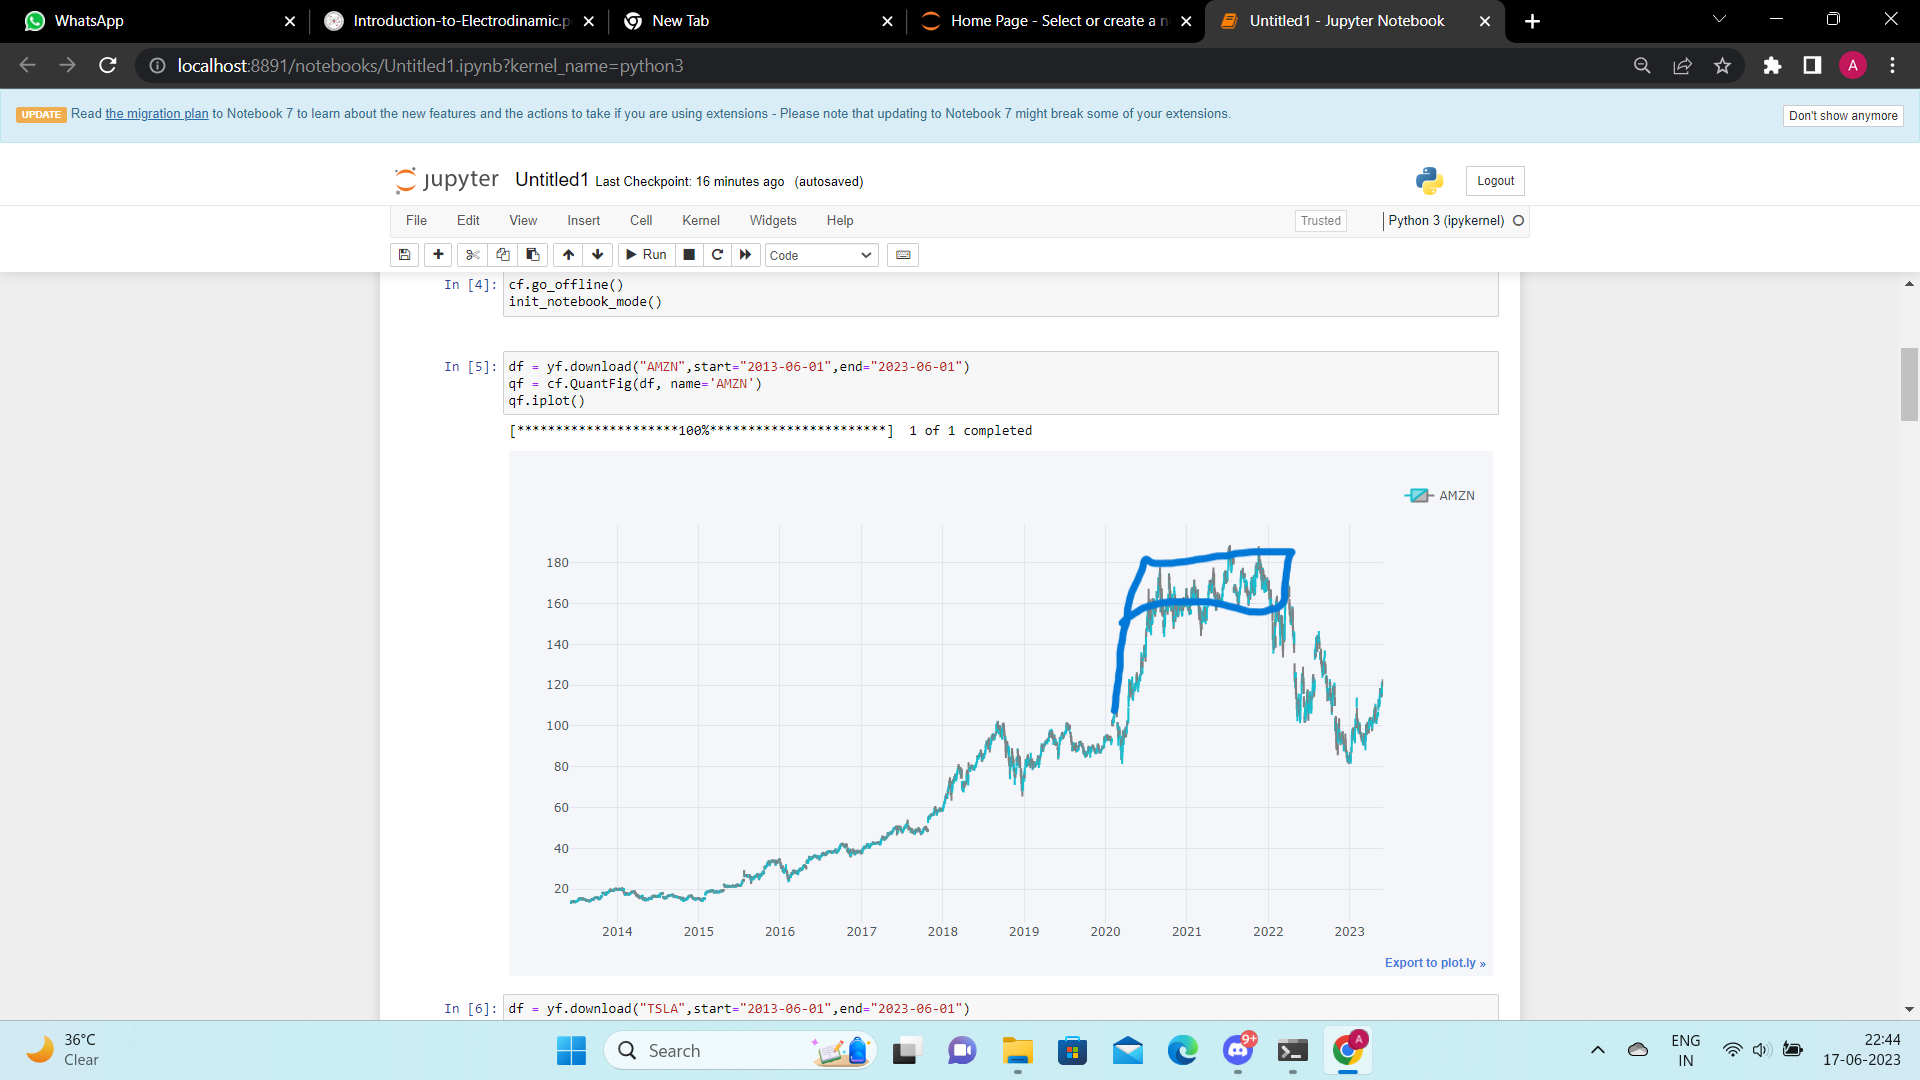 WhatsApp
Introduction-to-Electrodinamic.p
New Tab
Home Page - Select or create a n
Untitled1 - Jupyter Notebook
localhost:8891/notebooks/Untitled1.ipynb?kernel_name=python3
A
UPDATE Read the migration plan to Notebook 7 to learn about the new features and the actions to take if you are using extensions - Please note that updating to Notebook 7 might break some of your extensions.
Don't show anymore
jupyter Untitled1 Last Checkpoint: 16 minutes ago (autosaved)
Logout
File Edit View Insert Cell Kernel Widgets Help
Trusted
Python 3 (ipykernel)
Run
Code
In [4]: cf.go_offline()
init_notebook_mode()
In [5]: df = yf.download("AMZN",start="2013-06-01",end="2023-06-01")
qf = cf.QuantFig(df, name='AMZN')
qf.iplot()
[*********************100%***********************] 1 of 1 completed
AMZN
180
160
140
120
100
80
60
40
20
2014 2015 2016 2017 2018 2019 2020 2021 2022 2023
Export to plot.ly »
In [6]: df = yf.download("TSLA",start="2013-06-01",end="2023-06-01")
36°C
Clear
Search
9+
A
ENG
IN
22:44
17-06-2023